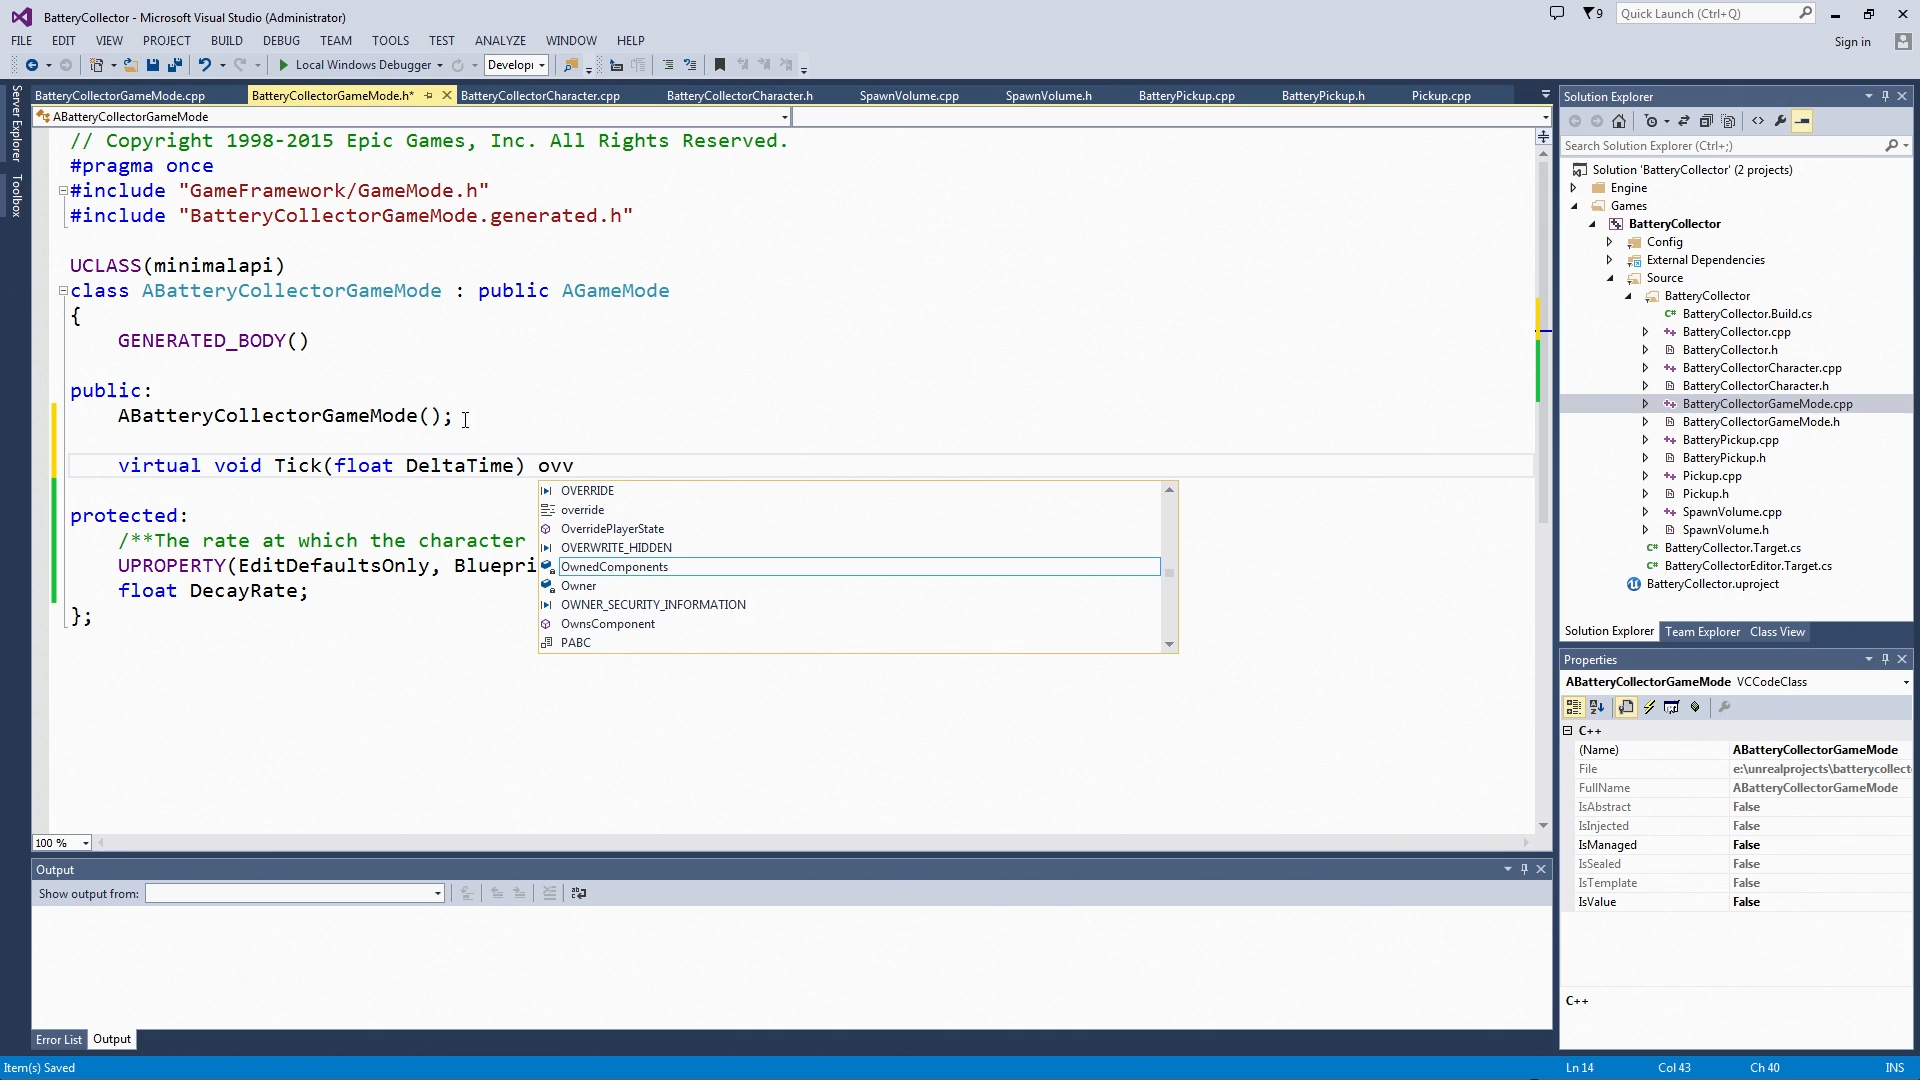 BatteryCollector - Microsoft Visual Studio (Administrator)
9
Quick Launch (Ctrl+Q)
FILE EDIT VIEW PROJECT BUILD DEBUG TEAM TOOLS TEST ANALYZE WINDOW HELP
Sign in
Local Windows Debugger
Developi
Server Explorer
Toolbox
BatteryCollectorGameMode.cpp BatteryCollectorGameMode.h* BatteryCollectorCharacter.cpp BatteryCollectorCharacter.h SpawnVolume.cpp SpawnVolume.h BatteryPickup.cpp BatteryPickup.h Pickup.cpp
ABatteryCollectorGameMode
// Copyright 1998-2015 Epic Games, Inc. All Rights Reserved.
#pragma once
#include "GameFramework/GameMode.h"
#include "BatteryCollectorGameMode.generated.h"
UCLASS(minimalapi)
class ABatteryCollectorGameMode : public AGameMode
{
GENERATED_BODY()
public:
ABatteryCollectorGameMode();
virtual void Tick(float DeltaTime) ovv
protected:
/**The rate at which the character
UPROPERTY(EditDefaultsOnly, Bluepri
float DecayRate;
};
OVERRIDE
override
OverridePlayerState
OVERWRITE_HIDDEN
OwnedComponents
Owner
OWNER_SECURITY_INFORMATION
OwnsComponent
PABC
100 %
Output
Show output from:
Error List Output
Solution Explorer
Search Solution Explorer (Ctrl+;)
Solution 'BatteryCollector' (2 projects)
Engine
Games
BatteryCollector
Config
External Dependencies
Source
BatteryCollector
BatteryCollector.Build.cs
BatteryCollector.cpp
BatteryCollector.h
BatteryCollectorCharacter.cpp
BatteryCollectorCharacter.h
BatteryCollectorGameMode.cpp
BatteryCollectorGameMode.h
BatteryPickup.cpp
BatteryPickup.h
Pickup.cpp
Pickup.h
SpawnVolume.cpp
SpawnVolume.h
BatteryCollector.Target.cs
BatteryCollectorEditor.Target.cs
BatteryCollector.uproject
Solution Explorer Team Explorer Class View
Properties
ABatteryCollectorGameMode VCCodeClass
C++
(Name) ABatteryCollectorGameMode
File e:\unrealprojects\batterycollect
FullName ABatteryCollectorGameMode
IsAbstract False
IsInjected False
IsManaged False
IsSealed False
IsTemplate False
IsValue False
C++
Item(s) Saved
Ln 14 Col 43 Ch 40 INS